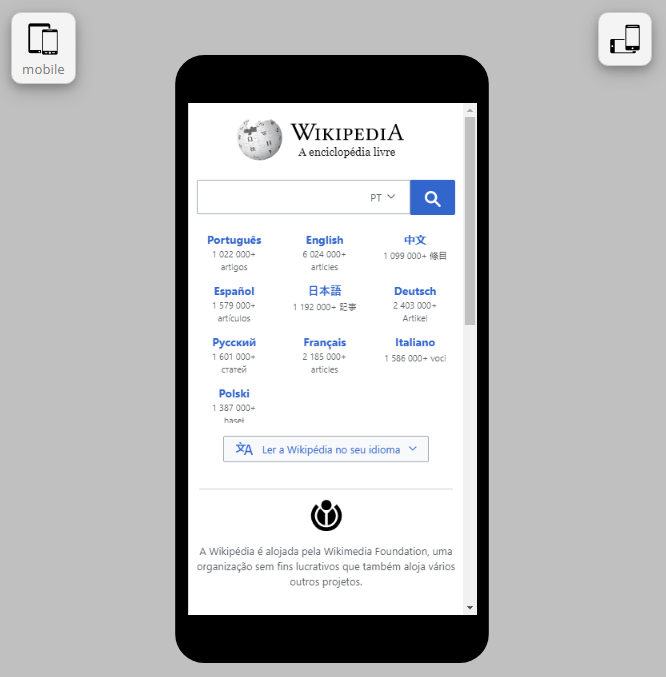 mobile
WIKIPEDIA
A enciclopédia livre
PT
Português
1 022 000+
artigos
English
6 024 000+
articles
中文
1 099 000+ 條目
Español
1 579 000+
artículos
日本語
1 192 000+ 記事
Deutsch
2 403 000+
Artikel
Русский
1 601 000+
статей
Français
2 185 000+
articles
Italiano
1 586 000+ voci
Polski
1 387 000+
haseł
文A Ler a Wikipédia no seu idioma
A Wikipédia é alojada pela Wikimedia Foundation, uma
organização sem fins lucrativos que também aloja vários
outros projetos.